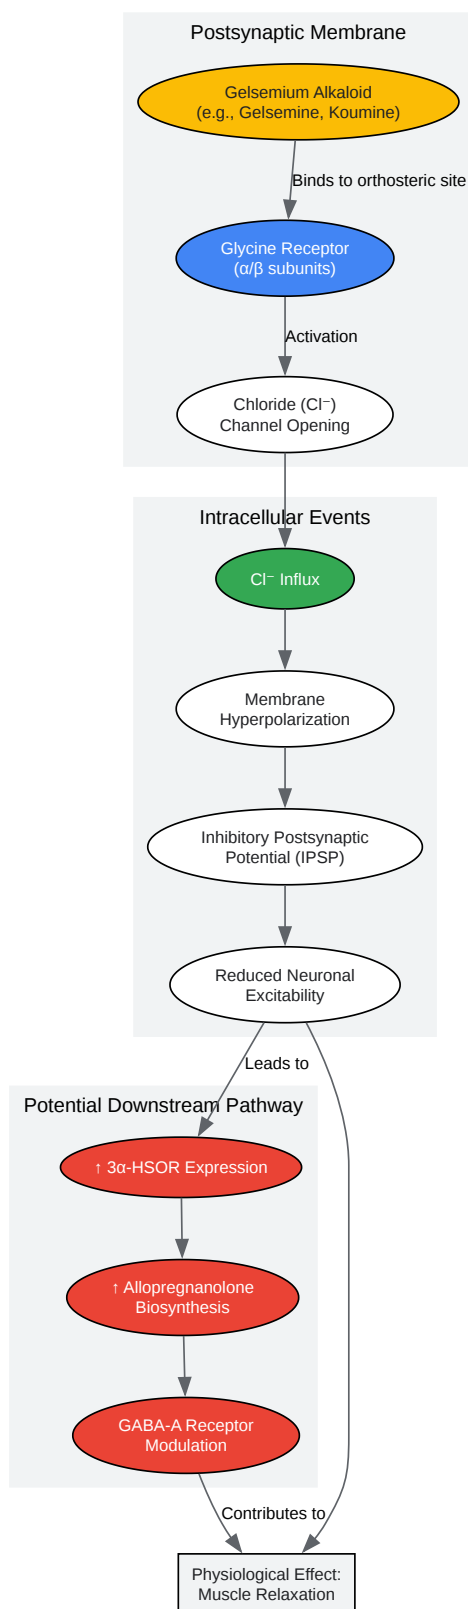 Postsynaptic Membrane
Gelsemium Alkaloid
(e.g., Gelsemine, Koumine)
Binds to orthosteric site
Glycine Receptor
(α/β subunits)
Activation
Chloride (Cl⁻)
Channel Opening
Intracellular Events
Cl⁻ Influx
Membrane
Hyperpolarization
Inhibitory Postsynaptic
Potential (IPSP)
Reduced Neuronal
Excitability
Leads to
Potential Downstream Pathway
↑ 3α-HSOR Expression
↑ Allopregnanolone
Biosynthesis
GABA-A Receptor
Modulation
Contributes to
Physiological Effect:
Muscle Relaxation